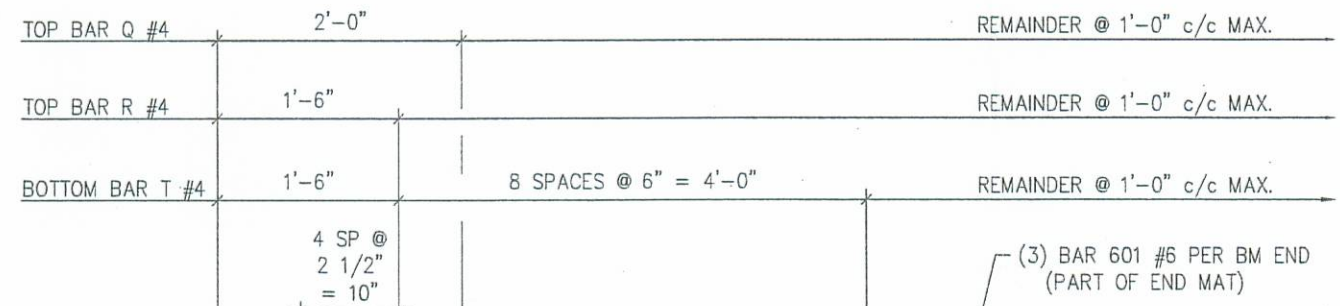 TOP BAR Q #4 2'-0" REMAINDER @ 1'-0" c/c MAX.
TOP BAR R #4 1'-6" REMAINDER @ 1'-0" c/c MAX.
BOTTOM BAR T #4 1'-6" 8 SPACES @ 6" = 4'-0" REMAINDER @ 1'-0" c/c MAX.
4 SP @
2 1/2"
= 10"
(3) BAR 601 #6 PER BM END
(PART OF END MAT)